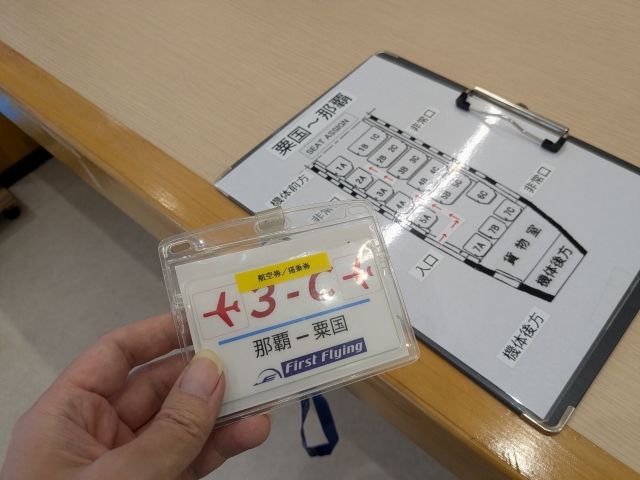 粟国～那覇
SEAT ASSIGN
機体前方
非常口
非常口
非常口
1A
1B 1C
2A
2B 2C
3A
3B 3C
4A
4B 4C
5A
5B 5C
6C
7A 7B 7C
入口
貨物室
機体後方
機体後方
航空券／搭乗券
3-C
那覇 ー 粟国
First Flying